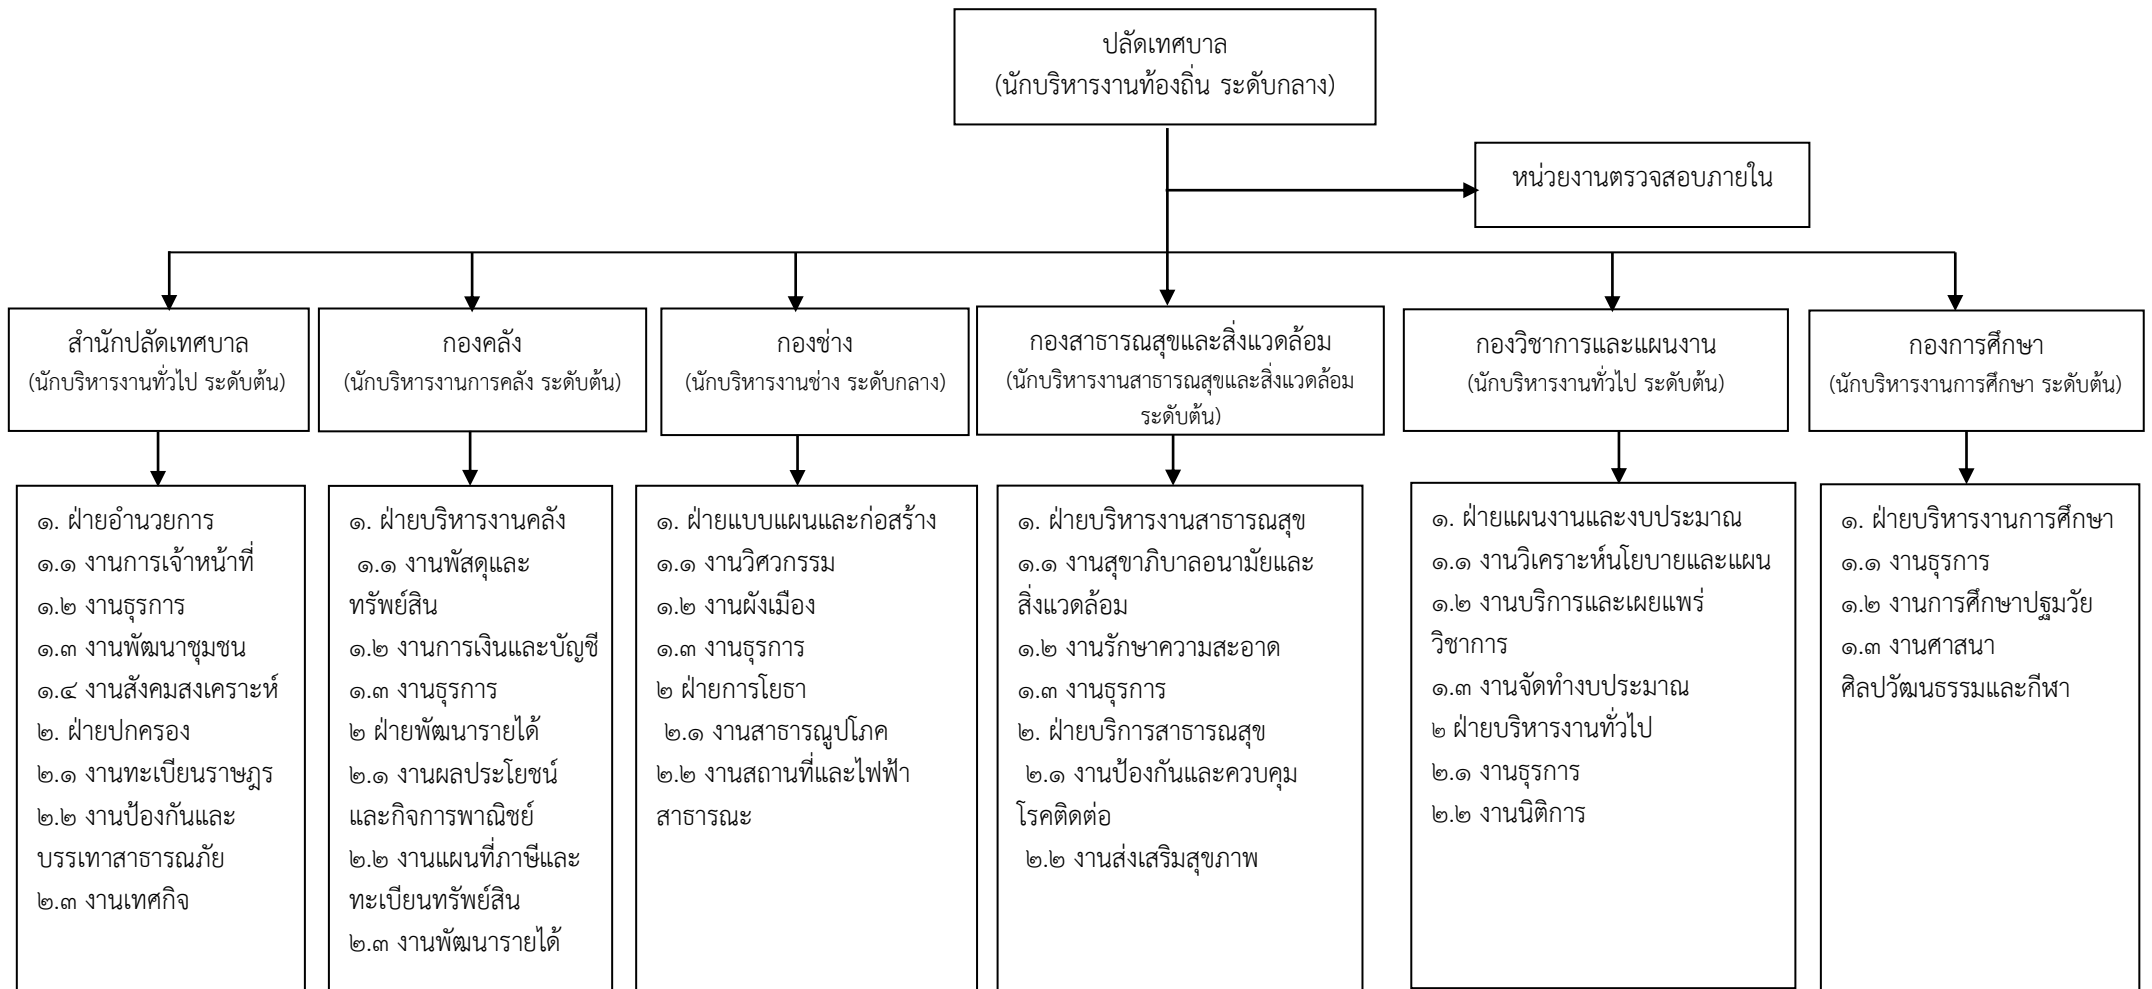 ปลัดเทศบาล
(นักบริหารงานท้องถิ่น ระดับกลาง)
หน่วยงานตรวจสอบภายใน
สำนักปลัดเทศบาล
(นักบริหารงานทั่วไป ระดับต้น)
กองคลัง
(นักบริหารงานการคลัง ระดับต้น)
กองช่าง
(นักบริหารงานช่าง ระดับกลาง)
กองสาธารณสุขและสิ่งแวดล้อม
(นักบริหารงานสาธารณสุขและสิ่งแวดล้อม
ระดับต้น)
กองวิชาการและแผนงาน
(นักบริหารงานทั่วไป ระดับต้น)
กองการศึกษา
(นักบริหารงานการศึกษา ระดับต้น)
๑. ฝ่ายอำนวยการ
๑.๑ งานการเจ้าหน้าที่
๑.๒ งานธุรการ
๑.๓ งานพัฒนาชุมชน
๑.๔ งานสังคมสงเคราะห์
๒. ฝ่ายปกครอง
๒.๑ งานทะเบียนราษฎร
๒.๒ งานป้องกันและ
บรรเทาสาธารณภัย
๒.๓ งานเทศกิจ
๑. ฝ่ายบริหารงานคลัง
๑.๑ งานพัสดุและ
ทรัพย์สิน
๑.๒ งานการเงินและบัญชี
๑.๓ งานธุรการ
๒ ฝ่ายพัฒนารายได้
๒.๑ งานผลประโยชน์
และกิจการพาณิชย์
๒.๒ งานแผนที่ภาษีและ
ทะเบียนทรัพย์สิน
๒.๓ งานพัฒนารายได้
๑. ฝ่ายแบบแผนและก่อสร้าง
๑.๑ งานวิศวกรรม
๑.๒ งานผังเมือง
๑.๓ งานธุรการ
๒ ฝ่ายการโยธา
๒.๑ งานสาธารณูปโภค
๒.๒ งานสถานที่และไฟฟ้า
สาธารณะ
๑. ฝ่ายบริหารงานสาธารณสุข
๑.๑ งานสุขาภิบาลอนามัยและ
สิ่งแวดล้อม
๑.๒ งานรักษาความสะอาด
๑.๓ งานธุรการ
๒. ฝ่ายบริการสาธารณสุข
๒.๑ งานป้องกันและควบคุม
โรคติดต่อ
๒.๒ งานส่งเสริมสุขภาพ
๑. ฝ่ายแผนงานและงบประมาณ
๑.๑ งานวิเคราะห์นโยบายและแผน
๑.๒ งานบริการและเผยแพร่
วิชาการ
๑.๓ งานจัดทำงบประมาณ
๒ ฝ่ายบริหารงานทั่วไป
๒.๑ งานธุรการ
๒.๒ งานนิติการ
๑. ฝ่ายบริหารงานการศึกษา
๑.๑ งานธุรการ
๑.๒ งานการศึกษาปฐมวัย
๑.๓ งานศาสนา
ศิลปวัฒนธรรมและกีฬา